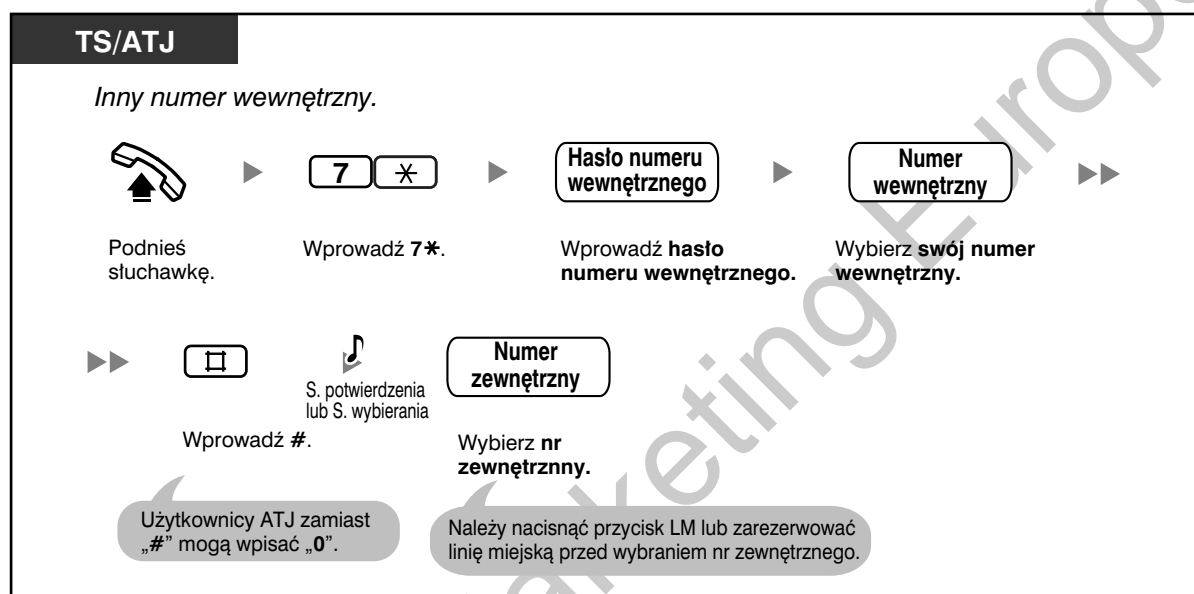 TS/ATJ
Inny numer wewnętrzny.
7
Hasło numeru
wewnętrznego
Numer
wewnętrzny
Podnieś
słuchawkę.
Wprowadź 7*.
Wprowadź hasło
numeru wewnętrznego.
Wybierz swój numer
wewnętrzny.
S. potwierdzenia
lub S. wybierania
Numer
zewnętrzny
Wprowadź #.
Wybierz nr
zewnętrznny.
Użytkownicy ATJ zamiast
„#” mogą wpisać „0”.
Należy nacisnąć przycisk LM lub zarezerwować
linię miejską przed wybraniem nr zewnętrznego.